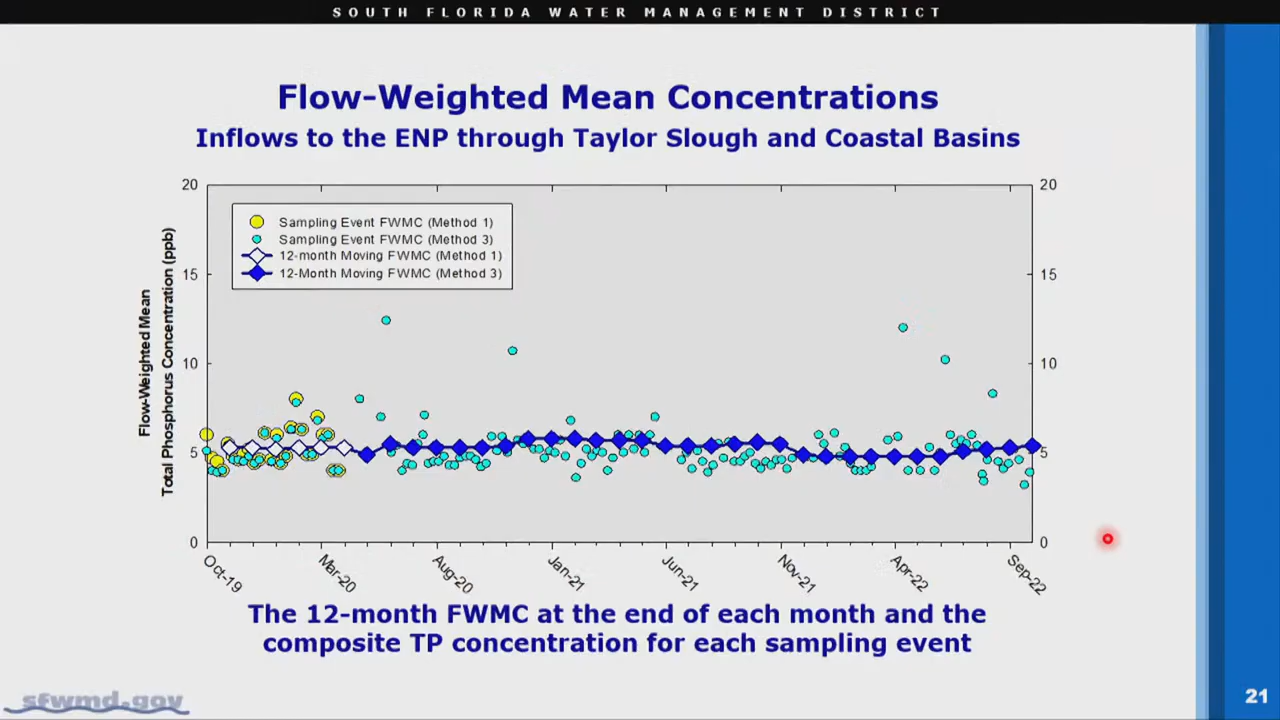 SOUTH FLORIDA WATER MANAGEMENT DISTRICT
Flow-Weighted Mean Concentrations
Inflows to the ENP through Taylor Slough and Coastal Basins
Flow-Weighted Mean
Total Phosphorus Concentration (ppb)
20
15
10
5
0
Sampling Event FWMC (Method 1)
Sampling Event FWMC (Method 3)
12-month Moving FWMC (Method 1)
12-Month Moving FWMC (Method 3)
20
15
10
5
0
Oct-19
Mar-20
Aug-20
Jan-21
Jun-21
Nov-21
Apr-22
Sep-22
The 12-month FWMC at the end of each month and the
composite TP concentration for each sampling event
sfwmd.gov
21